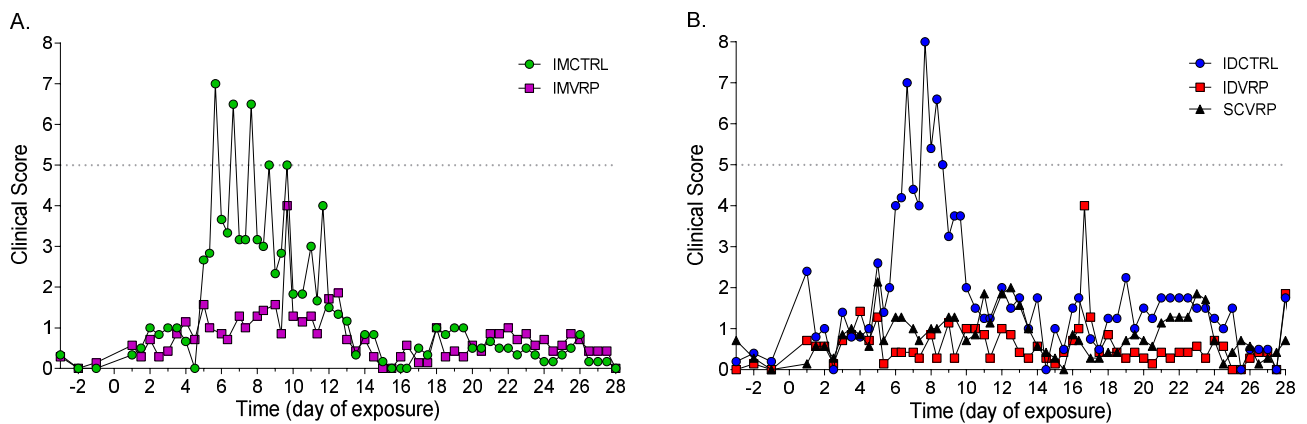 A.
8
7
6
5
4
3
2
1
0
Clinical Score
IMCTRL
IMVRP
-2 0 2 4 6 8 10 12 14 16 18 20 22 24 26 28
Time (day of exposure)
B.
8
7
6
5
4
3
2
1
0
Clinical Score
IDCTRL
IDVRP
SCVRP
-2 0 2 4 6 8 10 12 14 16 18 20 22 24 26 28
Time (day of exposure)